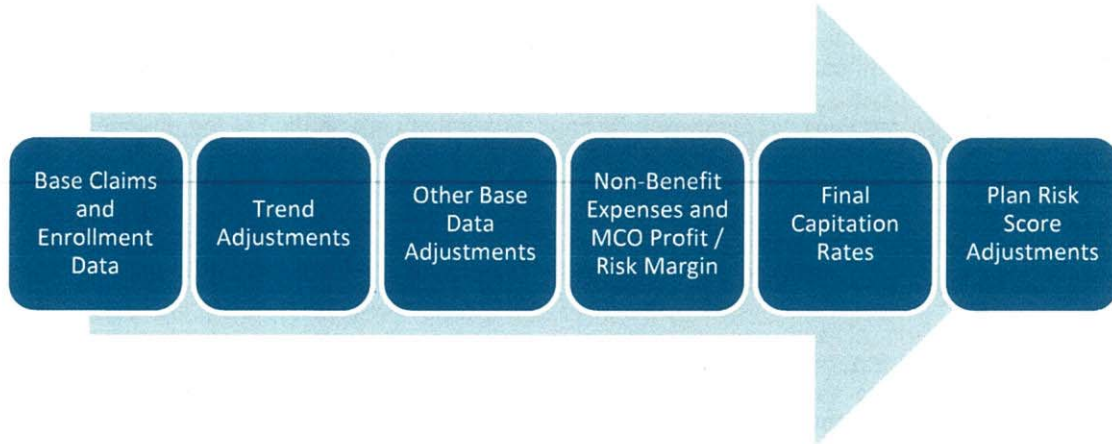 Base Claims
and
Enrollment
Data
Trend
Adjustments
Other Base
Data
Adjustments
Non-Benefit
Expenses and
MCO Profit /
Risk Margin
Final
Capitation
Rates
Plan Risk
Score
Adjustments